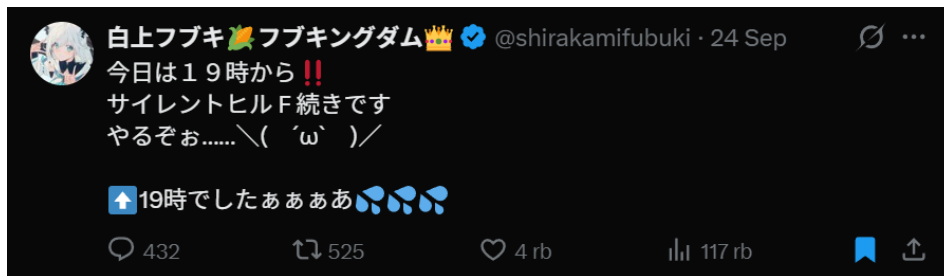 白上フブキ🌽フブキングダム👑 @shirakamifubuki · 24 Sep
今日は１９時から‼️
サイレントヒルＦ続きです
やるぞぉ……＼(　´ω`　)／
⬆️19時でしたぁぁぁあ💦💦💦
432 525 4 rb 117 rb